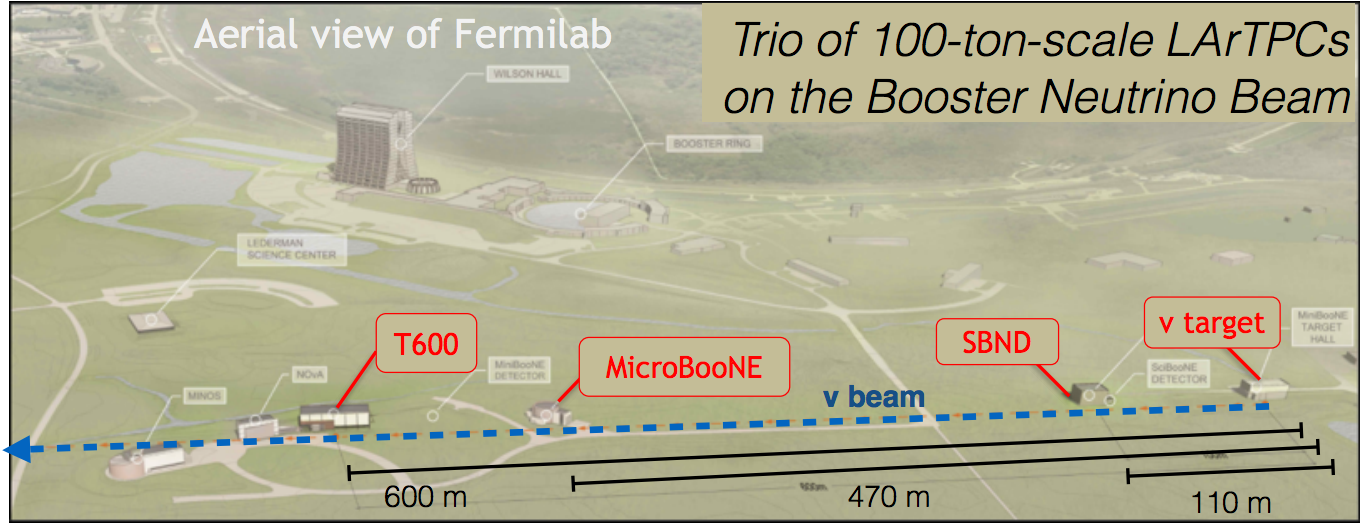 Aerial view of Fermilab
Trio of 100-ton-scale LArTPCs
on the Booster Neutrino Beam
WILSON HALL
BOOSTER RING
LEDERMAN
SCIENCE CENTER
T600
MiniBooNE
DETECTOR
MicroBooNE
SBND
ν target
MiniBooNE
TARGET
HALL
SciBooNE
DETECTOR
NOvA
MINOS
ν beam
600 m
470 m
110 m